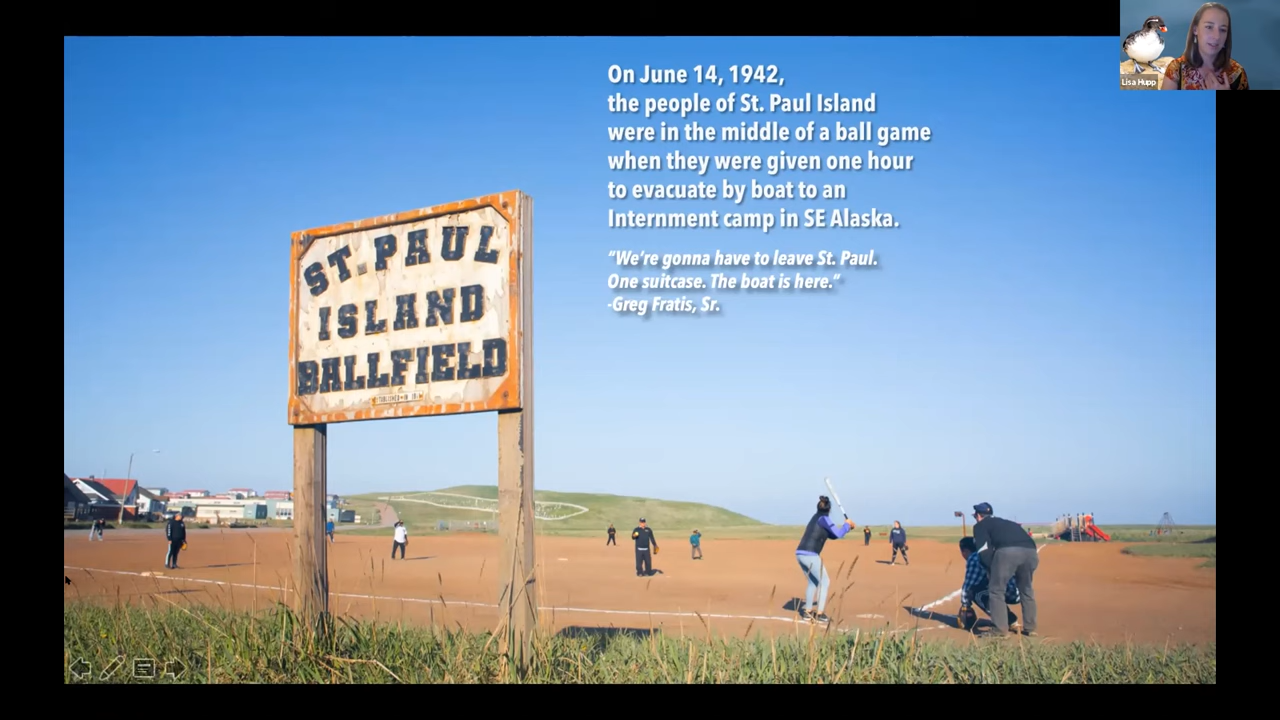 Lisa Hupp
On June 14, 1942,
the people of St. Paul Island
were in the middle of a ball game
when they were given one hour
to evacuate by boat to an
Internment camp in SE Alaska.
"We're gonna have to leave St. Paul.
One suitcase. The boat is here."
-Greg Fratis, Sr.
ST. PAUL
ISLAND
BALLFIELD